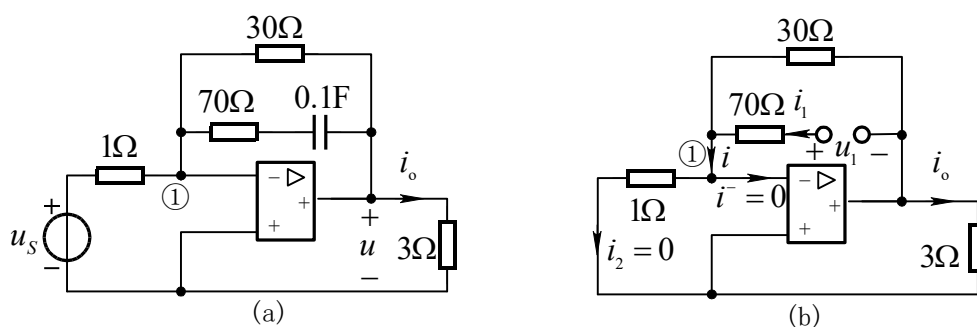 30Ω
70Ω
0.1F
1Ω
①
−
▷
+
+
i_o
+
u_S
−
+
u
−
3Ω
(a)
30Ω
70Ω
i_1
+ u_1 −
①
i
1Ω
i^- = 0
−
▷
+
+
i_o
i_2 = 0
3Ω
(b)